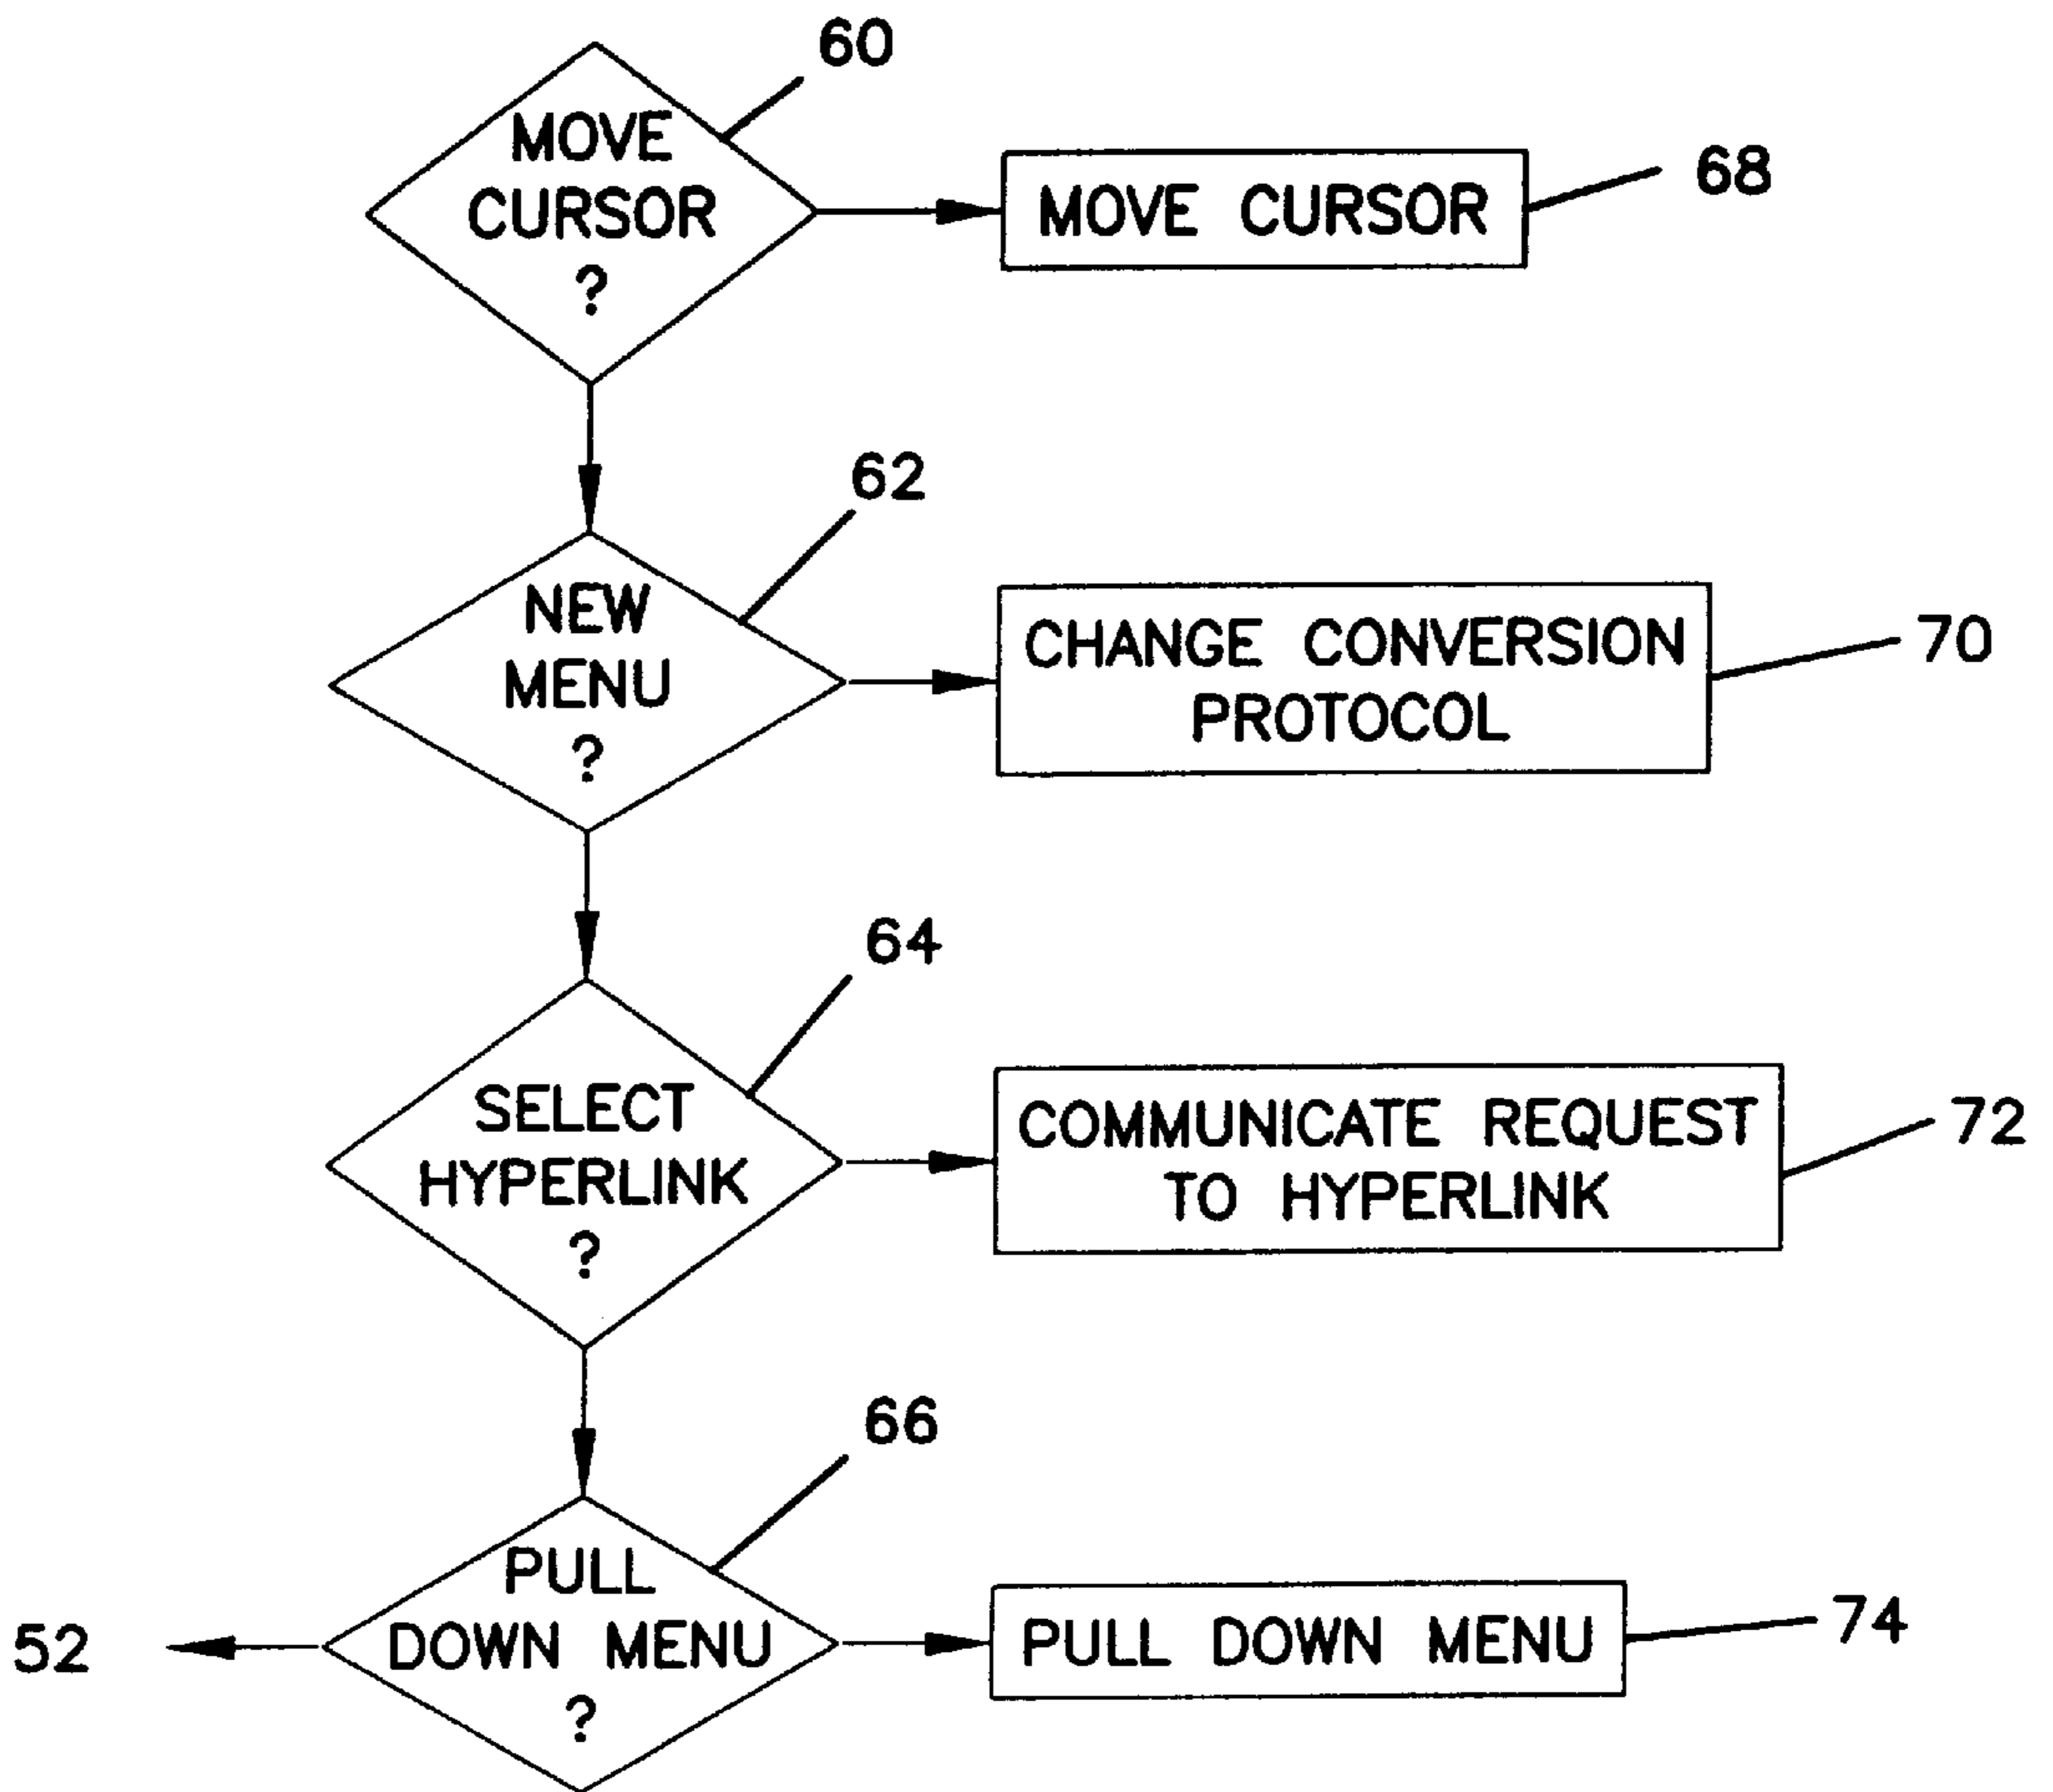 60
MOVE
CURSOR
?
MOVE CURSOR
68
62
NEW
MENU
?
CHANGE CONVERSION
PROTOCOL
70
64
SELECT
HYPERLINK
?
COMMUNICATE REQUEST
TO HYPERLINK
72
66
PULL
DOWN MENU
?
52
PULL DOWN MENU
74